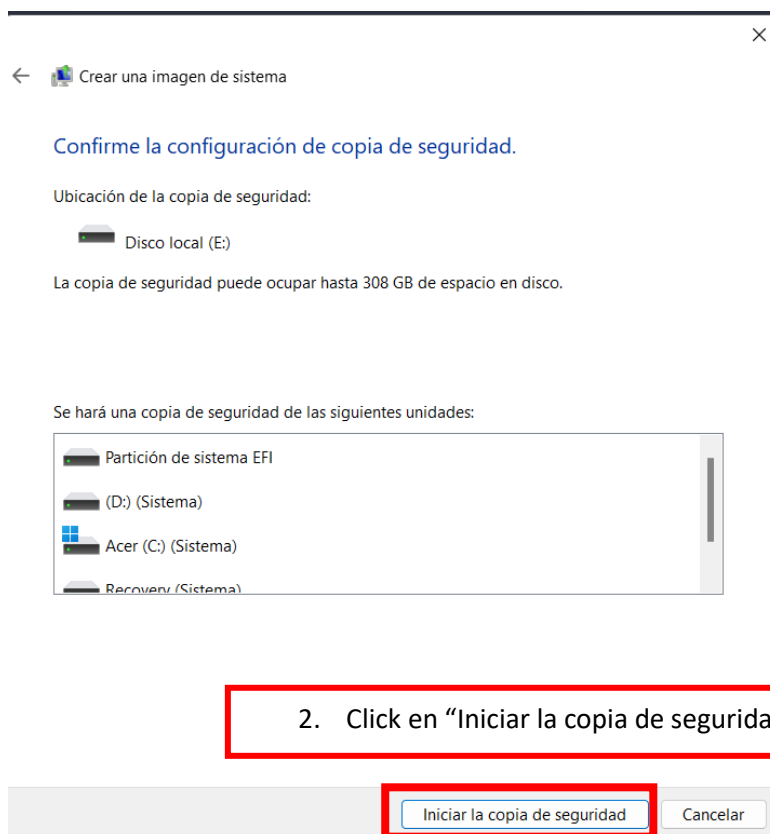 Crear una imagen de sistema
Confirme la configuración de copia de seguridad.
Ubicación de la copia de seguridad:
Disco local (E:)
La copia de seguridad puede ocupar hasta 308 GB de espacio en disco.
Se hará una copia de seguridad de las siguientes unidades:
Partición de sistema EFI
(D:) (Sistema)
Acer (C:) (Sistema)
Recovery (Sistema)
2. Click en “Iniciar la copia de segurida
Iniciar la copia de seguridad Cancelar